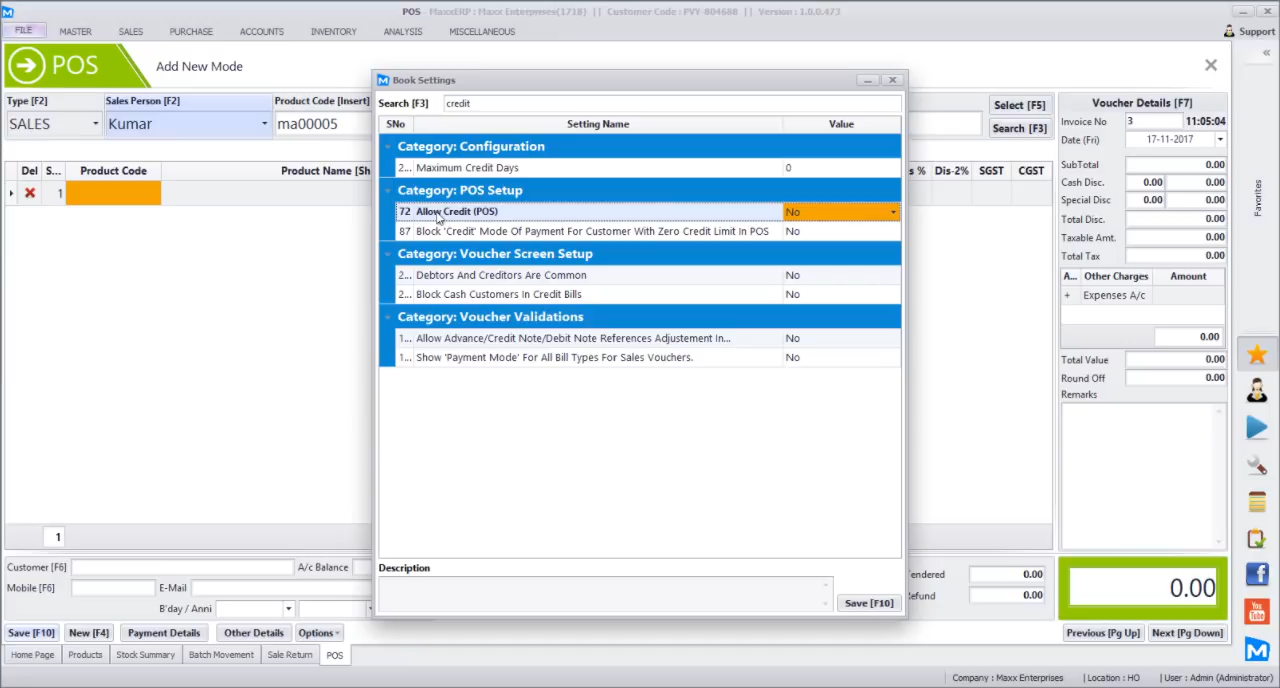 POS - MaxxERP : Maxx Enterprises(1718) || Customer Code : PVY-804688 || Version : 1.0.0.473
FILE MASTER SALES PURCHASE ACCOUNTS INVENTORY ANALYSIS MISCELLANEOUS Support
POS Add New Mode
Book Settings
Type [F2] Sales Person [F2] Product Code [Insert]
SALES Kumar ma00005
Search [F3] credit
Select [F5]
Search [F3]
SNo Setting Name Value
Category: Configuration
2... Maximum Credit Days 0
Category: POS Setup
72 Allow Credit (POS) No
87 Block 'Credit' Mode Of Payment For Customer With Zero Credit Limit In POS No
Category: Voucher Screen Setup
2... Debtors And Creditors Are Common No
2... Block Cash Customers In Credit Bills No
Category: Voucher Validations
1... Allow Advance/Credit Note/Debit Note References Adjustement In... No
1... Show 'Payment Mode' For All Bill Types For Sales Vouchers. No
Description
Save [F10]
Del S... Product Code Product Name [Sh s % Dis-2% SGST CGST
1
1
Voucher Details [F7]
Invoice No 3 11:05:04
Date (Fri) 17-11-2017
SubTotal 0.00
Cash Disc. 0.00 0.00
Special Disc 0.00 0.00
Total Disc. 0.00
Taxable Amt. 0.00
Total Tax 0.00
A... Other Charges Amount
+ Expenses A/c
0.00
Total Value 0.00
Round Off 0.00
Remarks
Favorites
You
Tube
Customer [F6] A/c Balance
Mobile [F6] E-Mail
B'day / Anni
endered 0.00
efund 0.00
0.00
Save [F10] New [F4] Payment Details Other Details Options Previous [Pg Up] Next [Pg Down]
Home Page Products Stock Summary Batch Movement Sale Return POS
Company : Maxx Enterprises | Location : HO | User : Admin (Administrator)